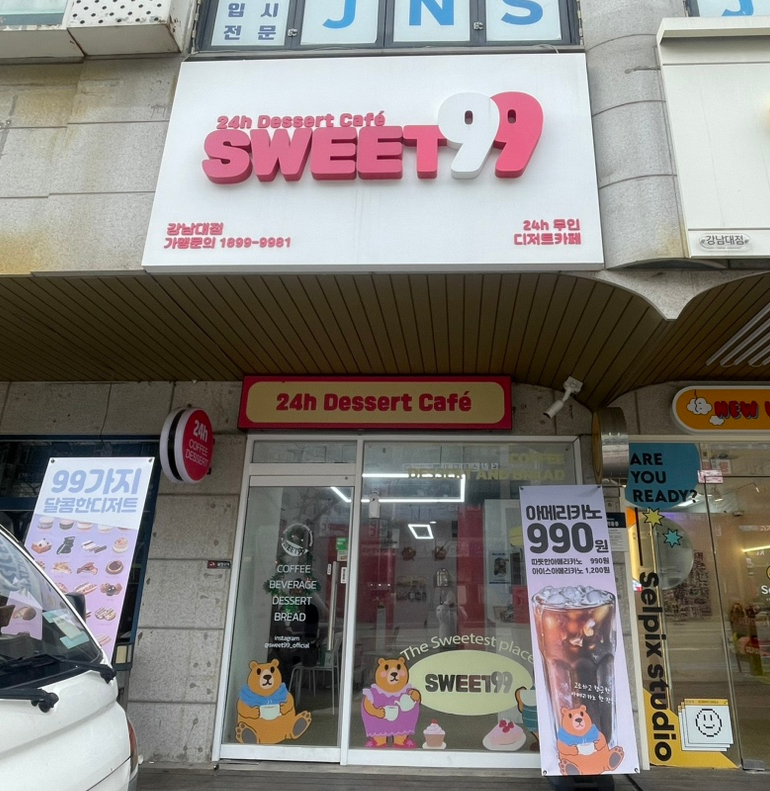 입시
전문
JNS
24h Dessert Café
SWEET99
강남대점
가맹문의 1899-9981
24h 무인
디저트카페
강남대점
24h Dessert Café
24h
COFFEE
DESSERT
NEW
99가지
달콤한디저트
ARE
YOU
READY?
DESSERT AND BREAD
아메리카노
990원
따뜻한아메리카노 990원
아이스아메리카노 1,200원
COFFEE
BEVERAGE
DESSERT
BREAD
Instagram
@sweet99_official
The Sweetest place
SWEET99
Selpix studio